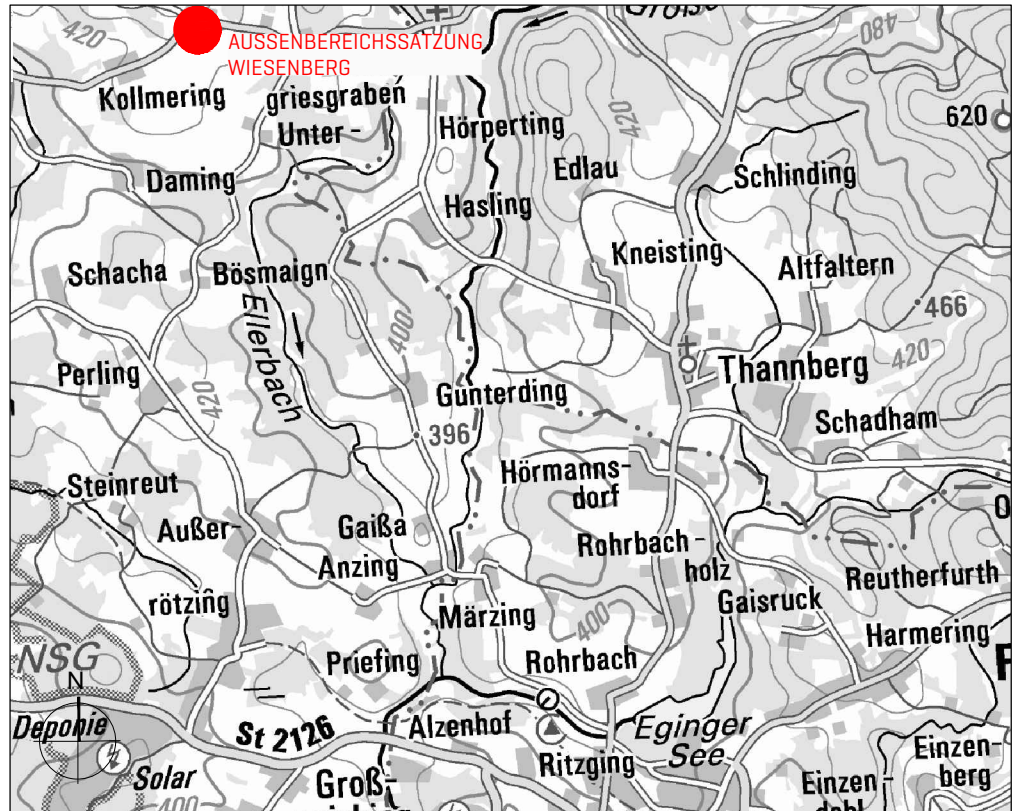 420
AUSSENBEREICHSSATZUNG
WIESENBERG
480
Kollmering
griesgraben
Unter-
Hörperting
420
620
Edlau
Schlinding
Daming
Hasling
Kneisting
Altfaltern
Schacha
Bösmaign
Ellerbach
400
466
420
Perling
420
Gunterding
Thannberg
396
Schadham
Steinreut
Hörmanns-
dorf
Außer-
rötzing
Gaißa
Anzing
Rohrbach-
holz
Reutherfurth
Gaisruck
Märzing
400
Harmering
NSG
N
Priefing
Rohrbach
Deponie
St 2126
Alzenhof
Eginger
See
Ritzging
Einzen-
berg
Solar
400
Groß-
Einzen-